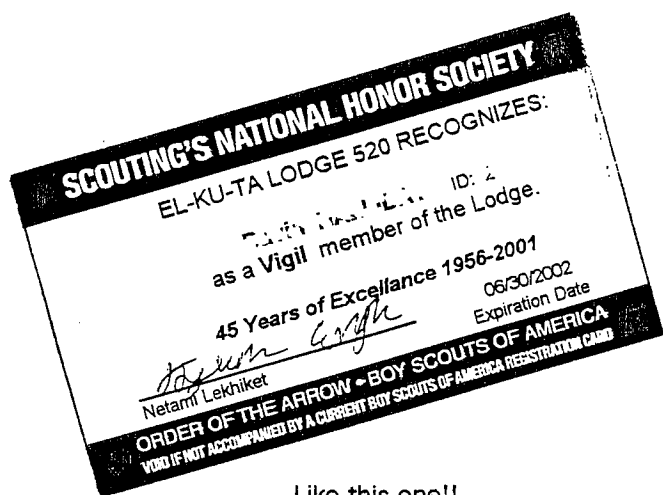 SCOUTING'S NATIONAL HONOR SOCIETY
EL-KU-TA LODGE 520 RECOGNIZES:
ID: 2
as a Vigil member of the Lodge.
45 Years of Excellance 1956-2001
06/30/2002
Netami Lekhiket
Expiration Date
ORDER OF THE ARROW • BOY SCOUTS OF AMERICA
VOID IF NOT ACCOMPANIED BY A CURRENT BOY SCOUTS OF AMERICA REGISTRATION CARD
Like this one!!